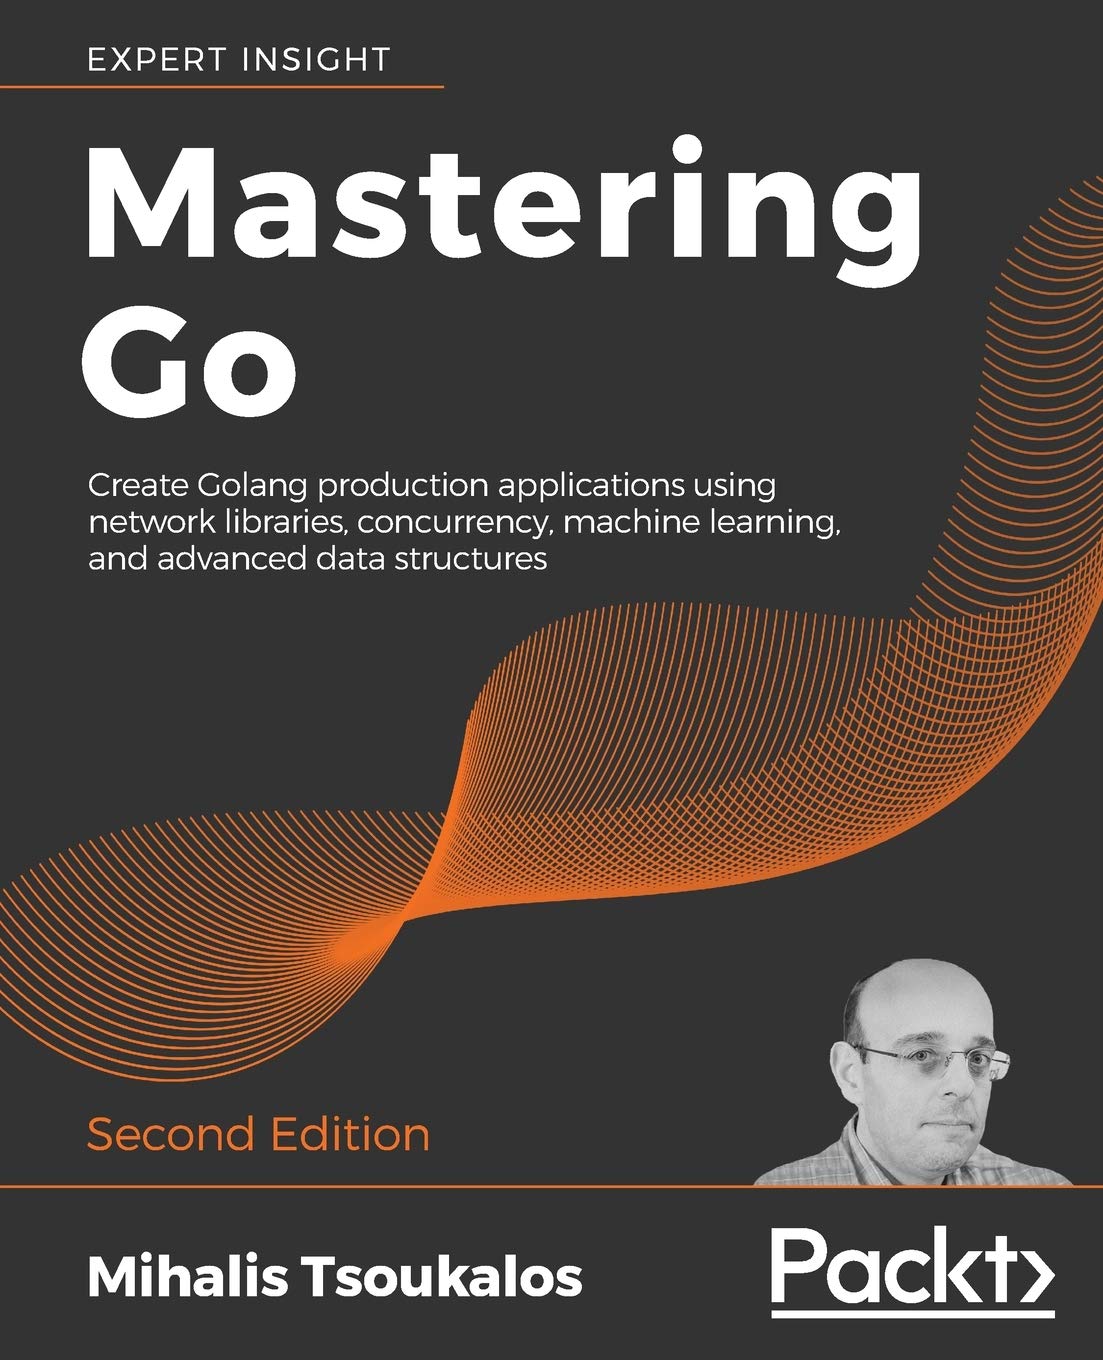 EXPERT INSIGHT
Mastering
Go
Create Golang production applications using
network libraries, concurrency, machine learning,
and advanced data structures
Second Edition
Mihalis Tsoukalos
Packt>